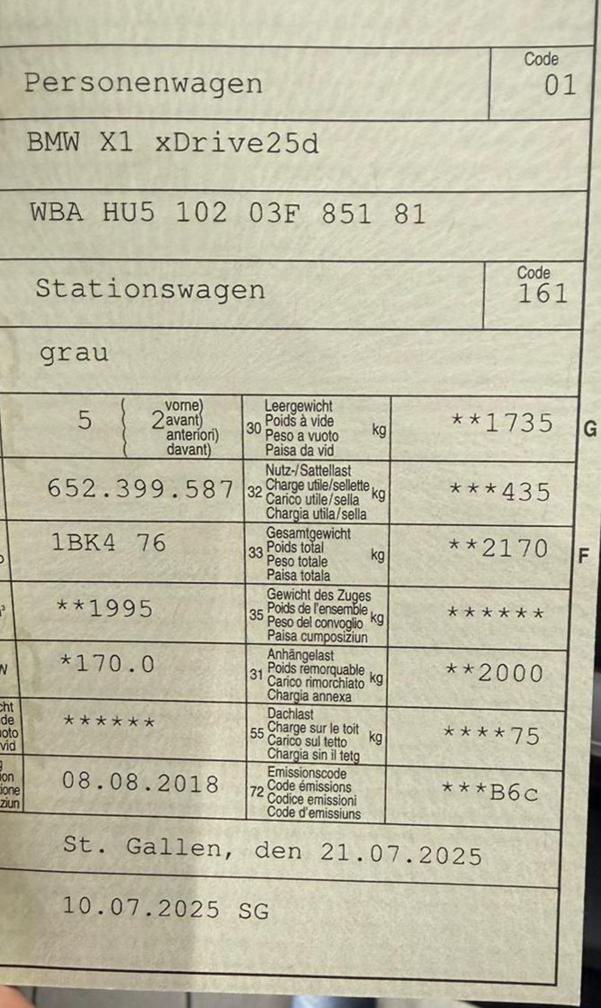 Code
Personenwagen 01
BMW X1 xDrive25d
WBA HU5 102 03F 851 81
Code
Stationswagen 161
grau
5 ( 2 vorne) avant) anteriori) davant) 30 Leergewicht Poids à vide Peso a vuoto Paisa da vid kg **1735 G
652.399.587 32 Nutz-/Sattellast Charge utile/sellette Carico utile/sella Chargia utila/sella kg ***435
1BK4 76 33 Gesamtgewicht Poids total Peso totale Paisa totala kg **2170 F
**1995 35 Gewicht des Zuges Poids de l'ensemble Peso del convoglio Paisa cumposiziun kg ******
*170.0 31 Anhängelast Poids remorquable Carico rimorchiato Chargia annexa kg **2000
****** 55 Dachlast Charge sur le toit Carico sul tetto Chargia sin il tetg kg ****75
08.08.2018 72 Emissionscode Code émissions Codice emissioni Code d'emissiuns ***B6c
St. Gallen, den 21.07.2025
10.07.2025 SG